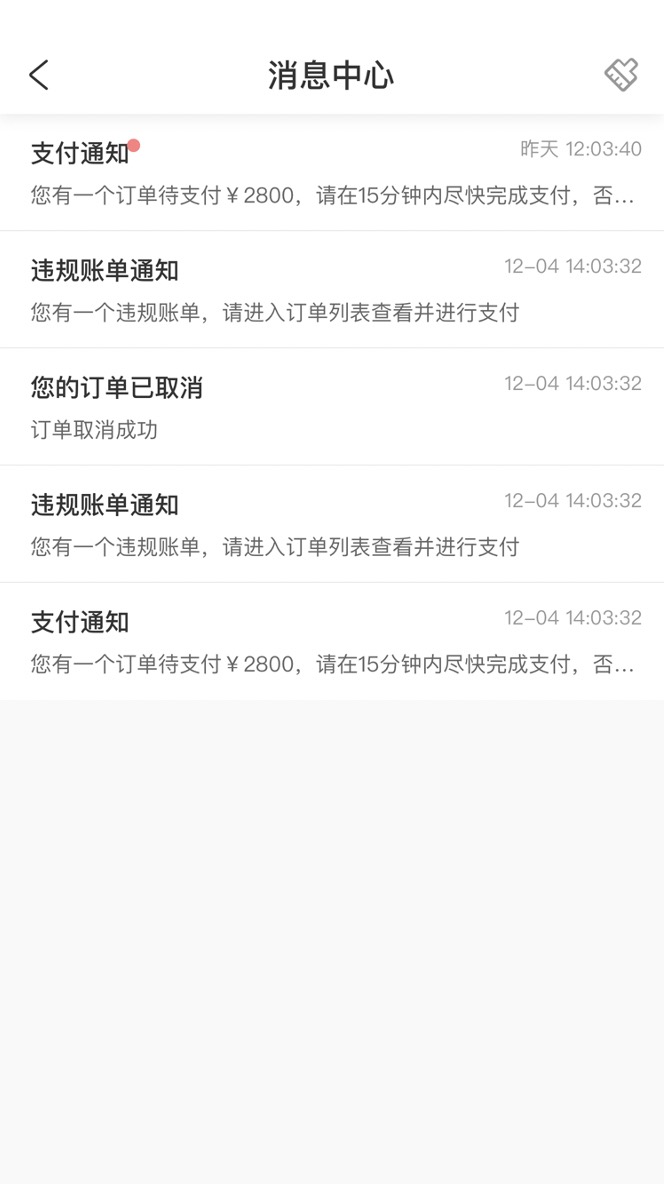 消息中心
支付通知
昨天 12:03:40
您有一个订单待支付￥2800，请在15分钟内尽快完成支付，否...
违规账单通知
12-04 14:03:32
您有一个违规账单，请进入订单列表查看并进行支付
您的订单已取消
12-04 14:03:32
订单取消成功
违规账单通知
12-04 14:03:32
您有一个违规账单，请进入订单列表查看并进行支付
支付通知
12-04 14:03:32
您有一个订单待支付￥2800，请在15分钟内尽快完成支付，否...